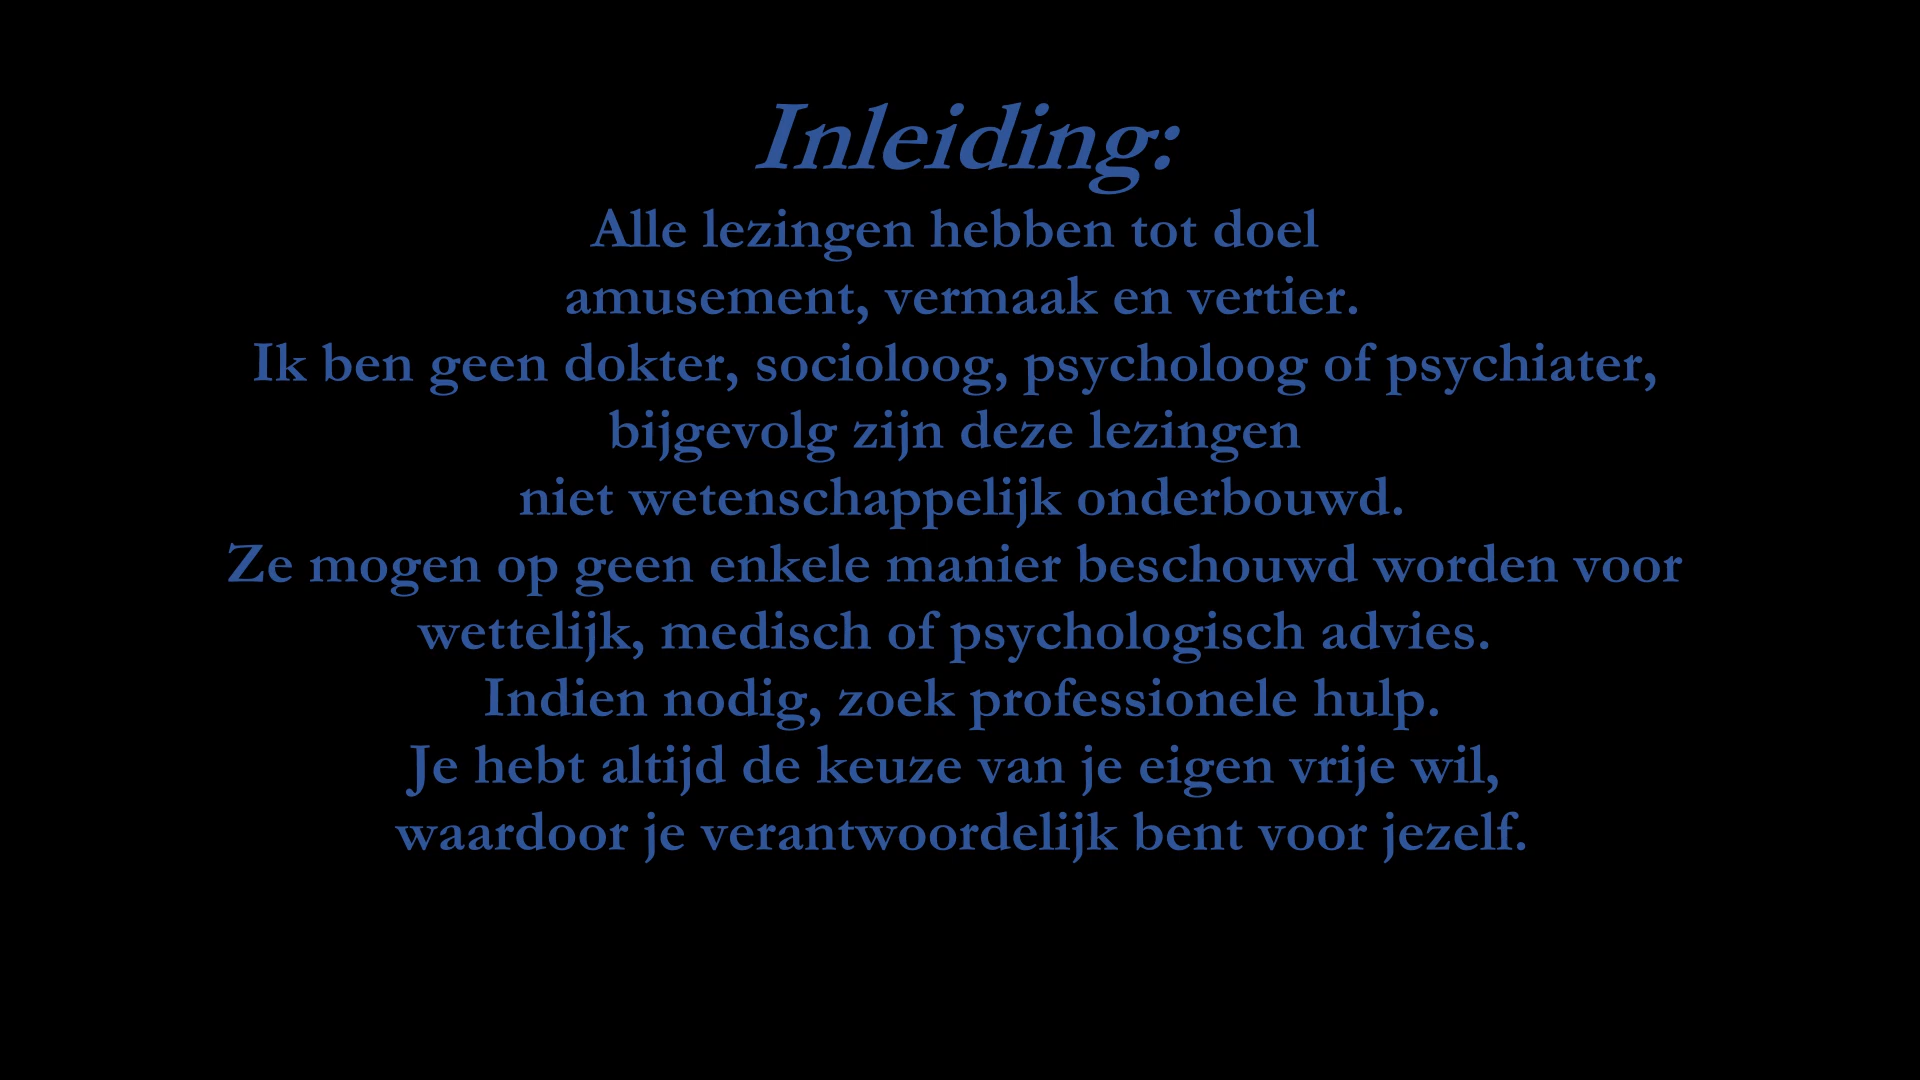 Inleiding:
Alle lezingen hebben tot doel
amusement, vermaak en vertier.
Ik ben geen dokter, socioloog, psycholoog of psychiater,
bijgevolg zijn deze lezingen
niet wetenschappelijk onderbouwd.
Ze mogen op geen enkele manier beschouwd worden voor
wettelijk, medisch of psychologisch advies.
Indien nodig, zoek professionele hulp.
Je hebt altijd de keuze van je eigen vrije wil,
waardoor je verantwoordelijk bent voor jezelf.